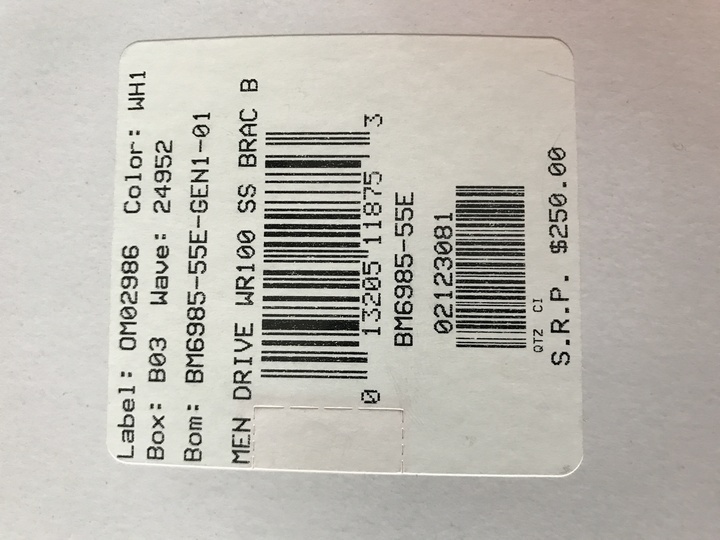 Label: OM02986 Color: WH1
Box: B03 Wave: 24952
Bom: BM6985-55E-GEN1-01
MEN DRIVE WR100 SS BRAC B
0 13205 11875 3
BM6985-55E
02123081
QTZ CI
S.R.P. $250.00